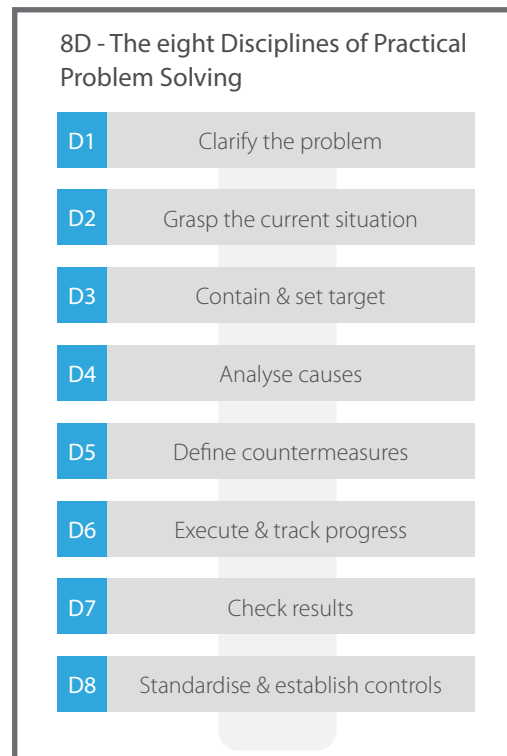 8D - The eight Disciplines of Practical
Problem Solving
D1 Clarify the problem
D2 Grasp the current situation
D3 Contain & set target
D4 Analyse causes
D5 Define countermeasures
D6 Execute & track progress
D7 Check results
D8 Standardise & establish controls